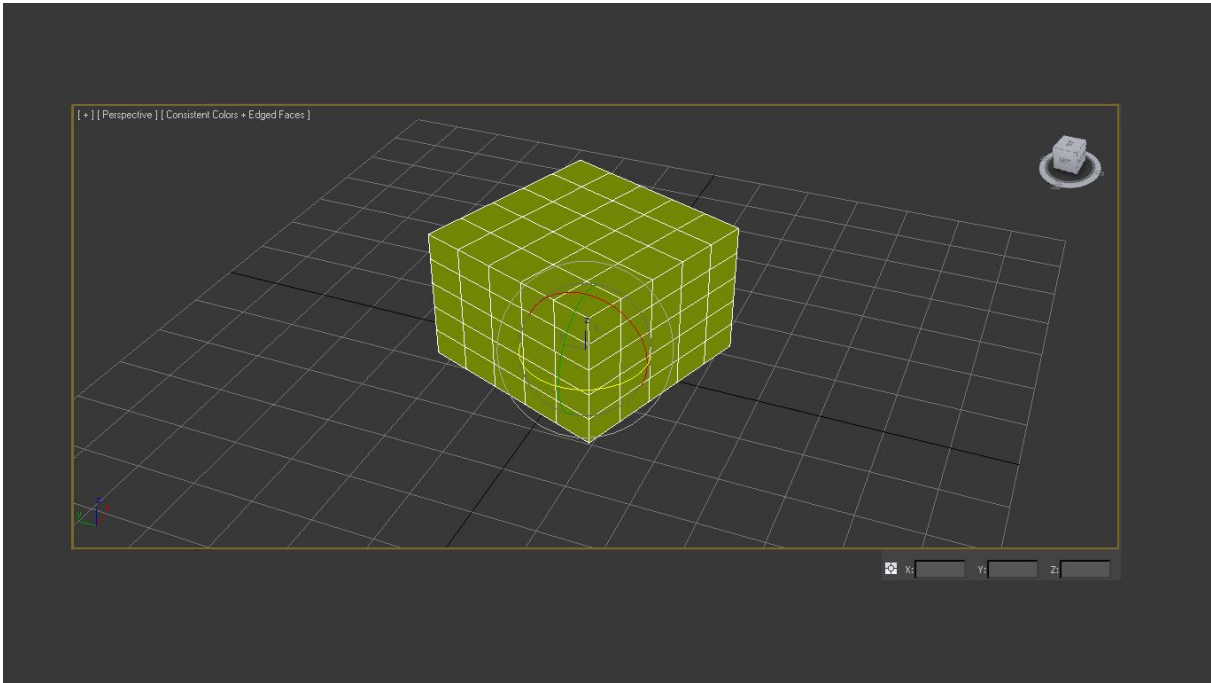 [ + ] [ Perspective ] [ Consistent Colors + Edged Faces ]
z
z
y
X: Y: Z: